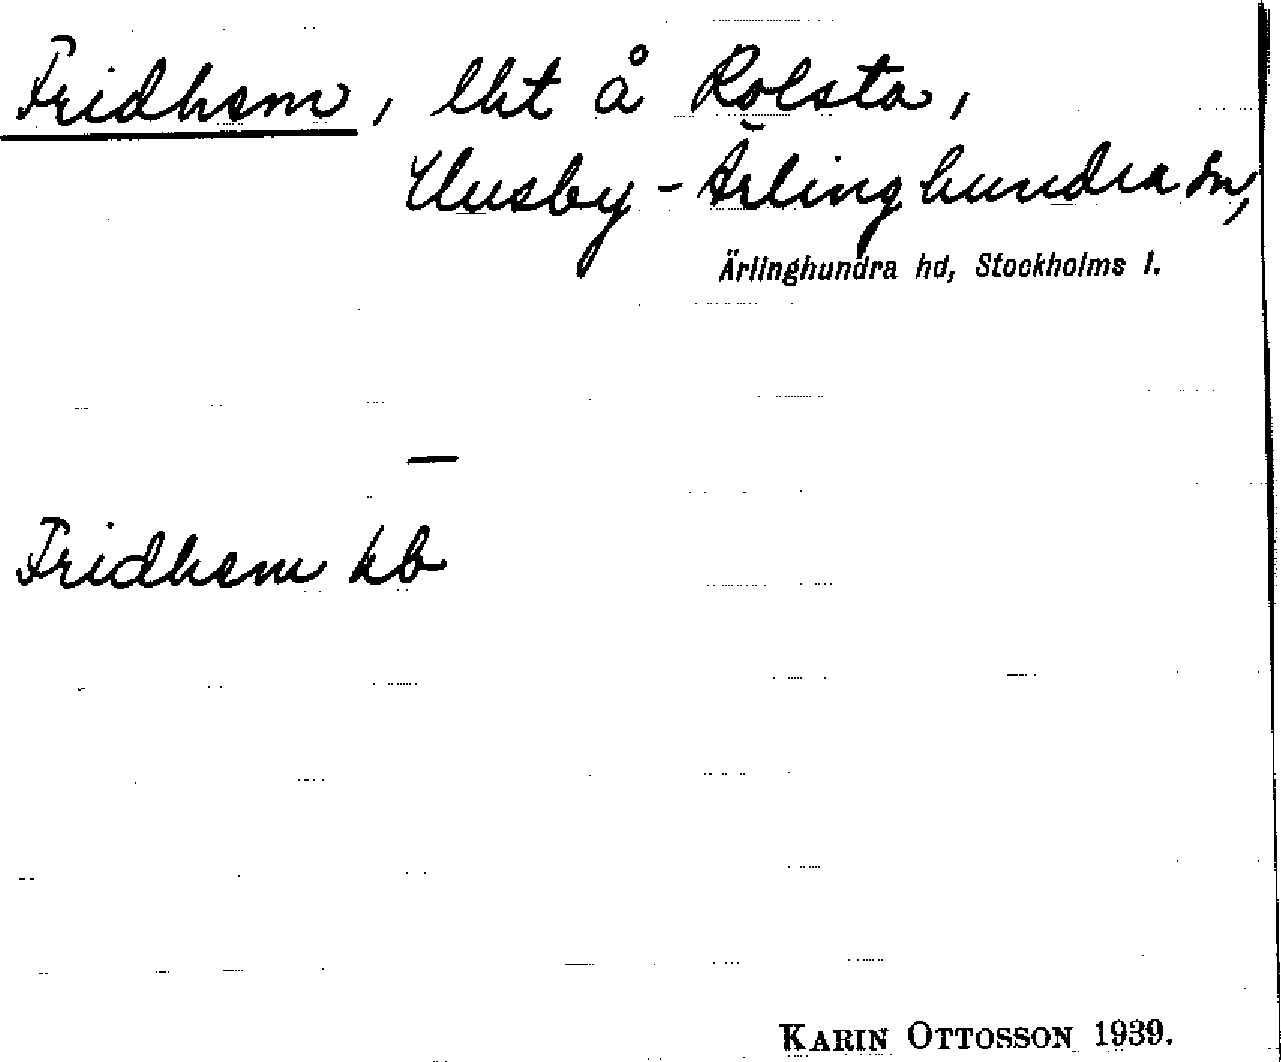 Fridhem, lht å Rolsta,
Husby-Ärlinghundra sn,
Ärlinghundra hd, Stockholms l.
—
Fridhem kb
KARIN OTTOSSON 1939.